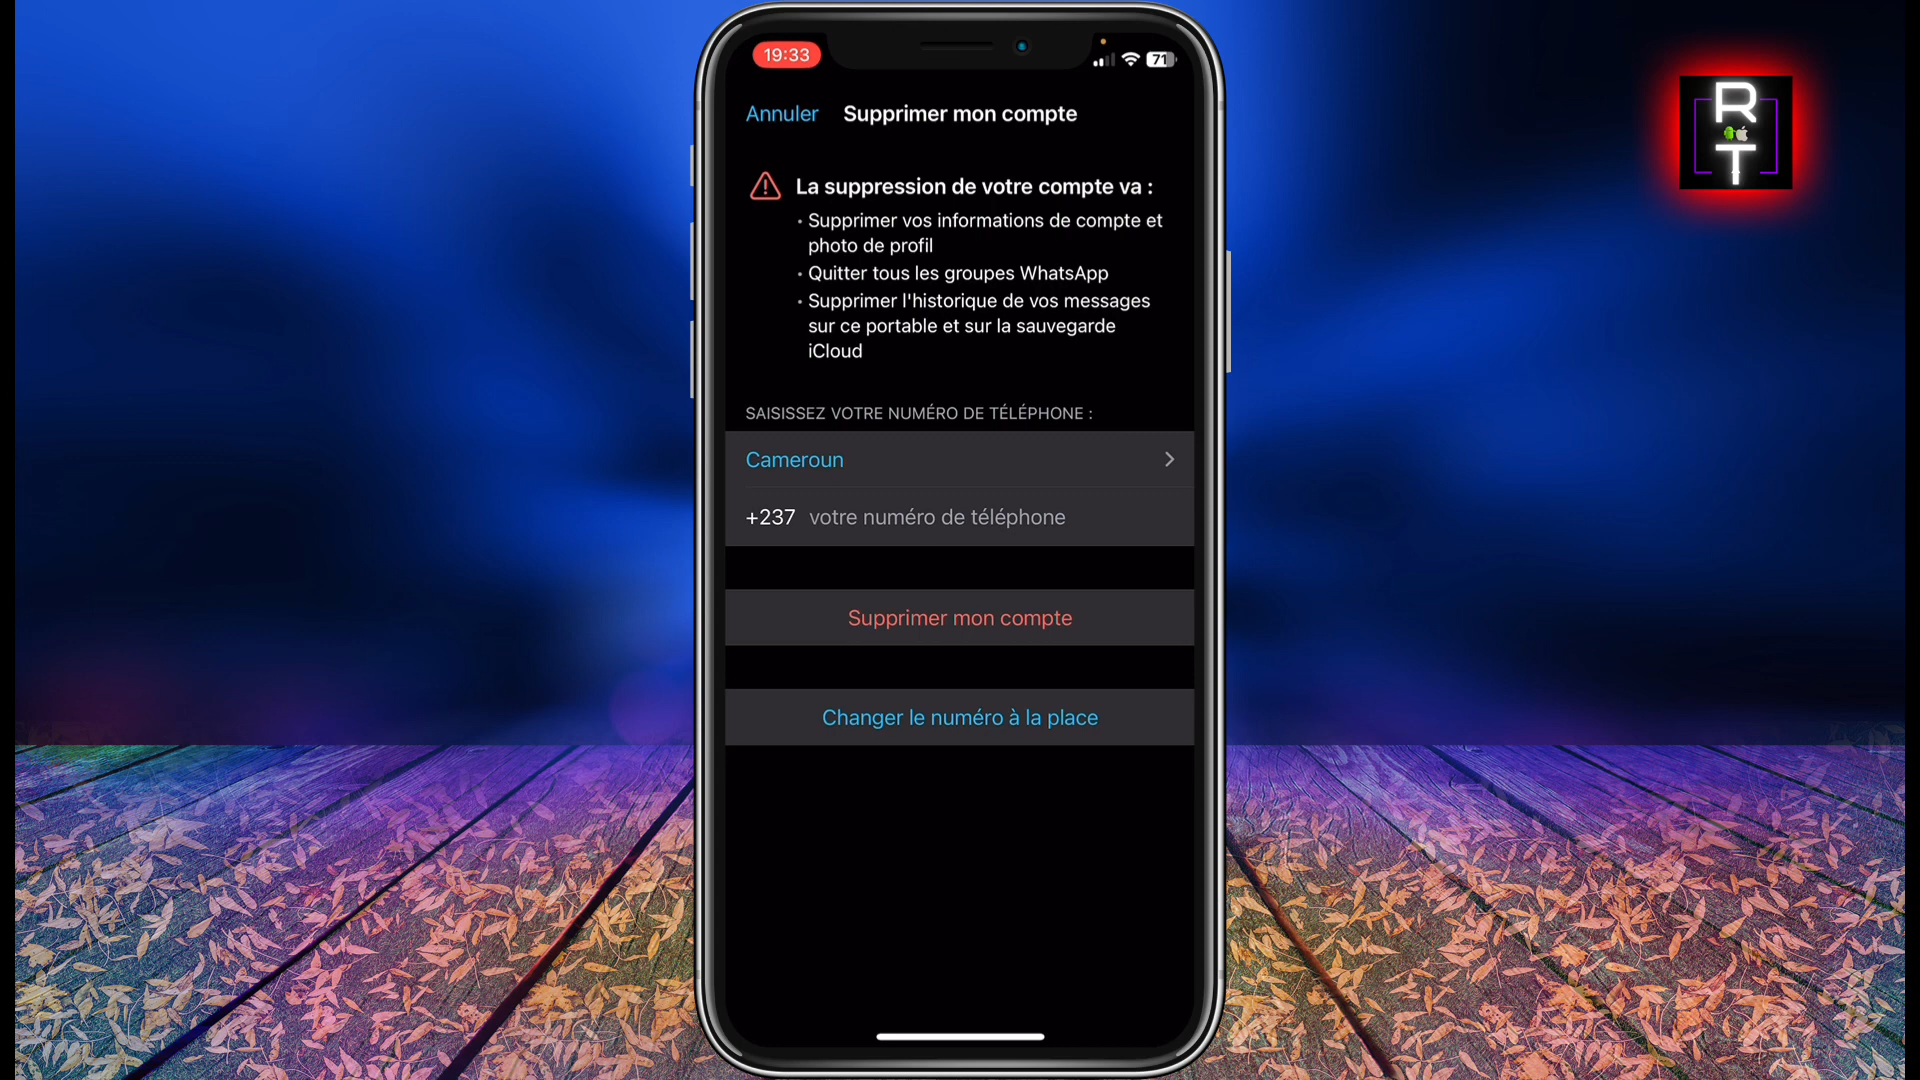 19:33
71
R
T
Annuler Supprimer mon compte
La suppression de votre compte va :
• Supprimer vos informations de compte et
photo de profil
• Quitter tous les groupes WhatsApp
• Supprimer l'historique de vos messages
sur ce portable et sur la sauvegarde
iCloud
SAISISSEZ VOTRE NUMÉRO DE TÉLÉPHONE :
Cameroun
+237 votre numéro de téléphone
Supprimer mon compte
Changer le numéro à la place